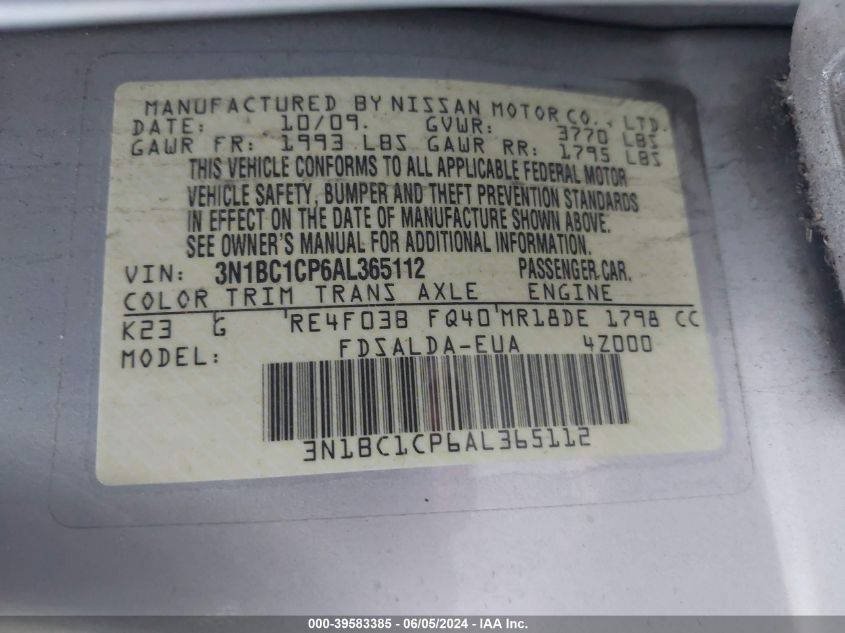 MANUFACTURED BY NISSAN MOTOR CO., LTD.
DATE: 10/09. GVWR: 3770 LBS
GAWR FR: 1993 LBS GAWR RR: 1795 LBS
THIS VEHICLE CONFORMS TO ALL APPLICABLE FEDERAL MOTOR
VEHICLE SAFETY, BUMPER AND THEFT PREVENTION STANDARDS
IN EFFECT ON THE DATE OF MANUFACTURE SHOWN ABOVE.
SEE OWNER'S MANUAL FOR ADDITIONAL INFORMATION.
VIN: 3N1BC1CP6AL365112 PASSENGER CAR.
COLOR TRIM TRANS AXLE ENGINE
K23 G RE4F03B FQ40 MR18DE 1798 CC
MODEL: FDSALDA-EUA 4Z000
3N1BC1CP6AL365112
000-39583385 - 06/05/2024 - IAA Inc.